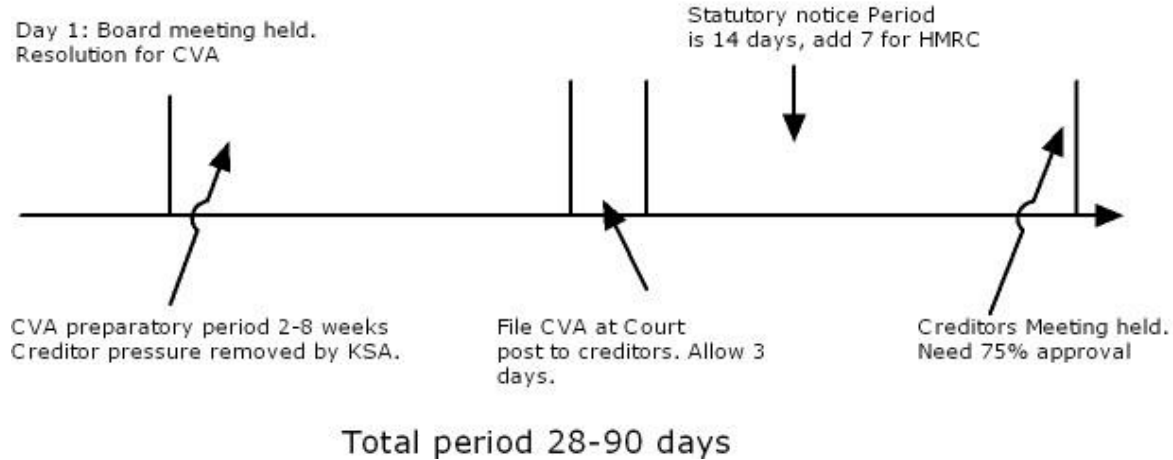 Day 1: Board meeting held.
Resolution for CVA
Statutory notice Period
is 14 days, add 7 for HMRC
CVA preparatory period 2-8 weeks
Creditor pressure removed by KSA.
File CVA at Court
post to creditors. Allow 3
days.
Creditors Meeting held.
Need 75% approval
Total period 28-90 days